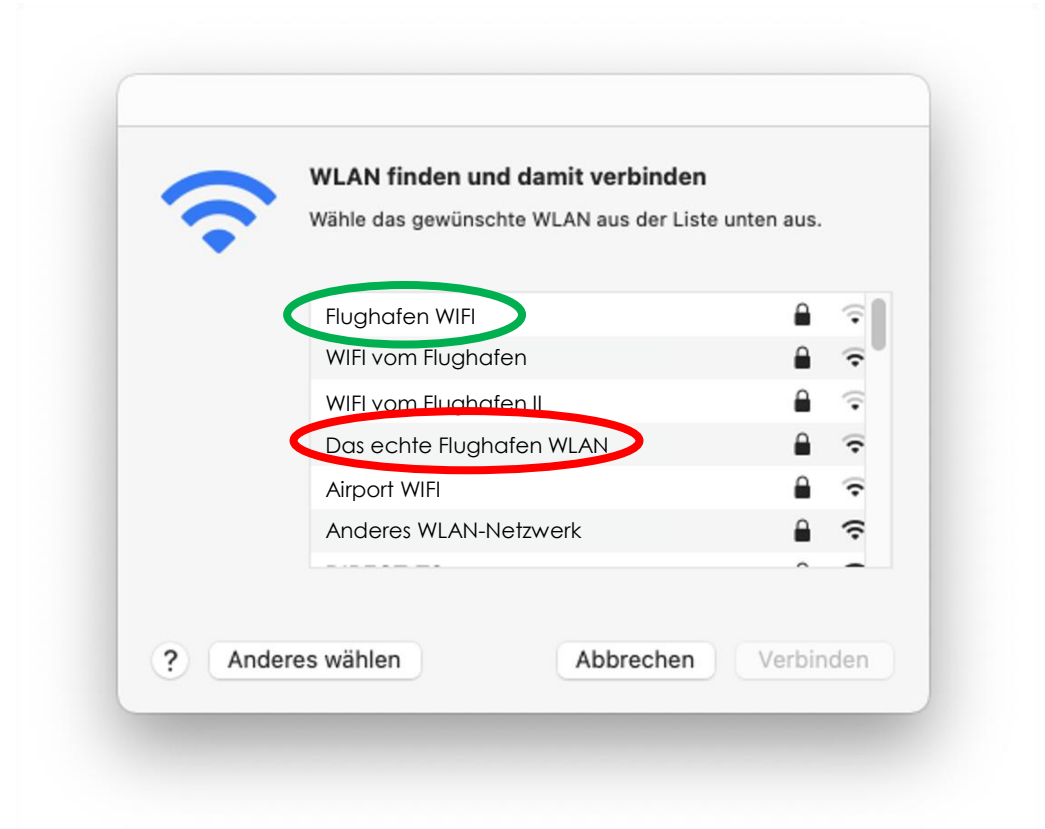 WLAN finden und damit verbinden
Wähle das gewünschte WLAN aus der Liste unten aus.
Flughafen WIFI
WIFI vom Flughafen
WIFI vom Flughafen II
Das echte Flughafen WLAN
Airport WIFI
Anderes WLAN-Netzwerk
? Anderes wählen Abbrechen Verbinden